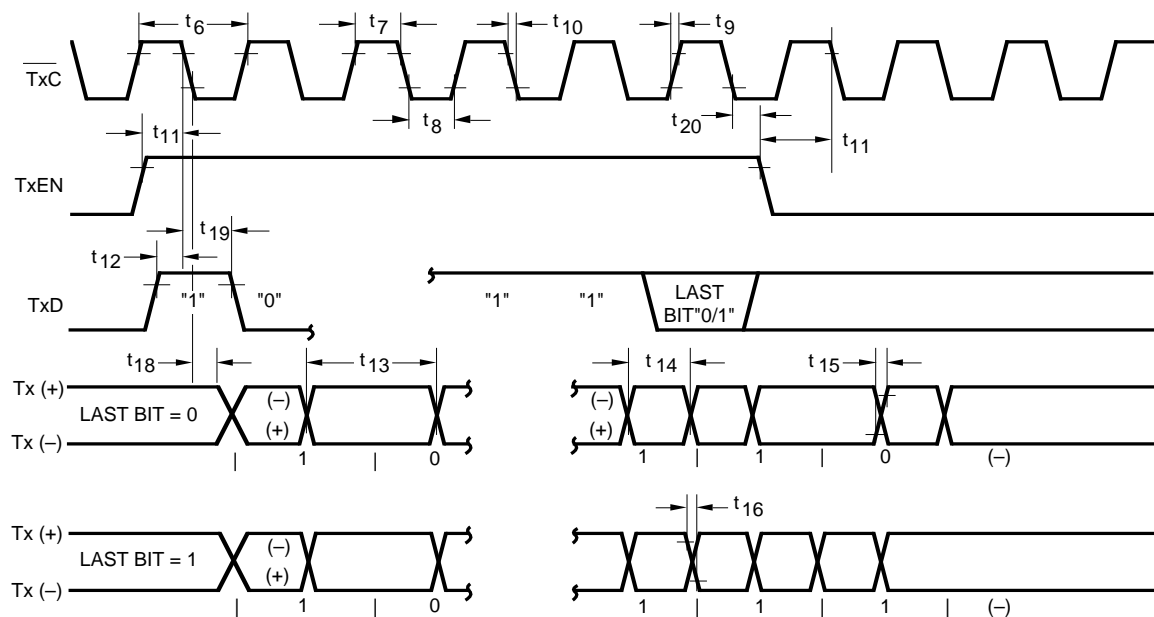 t6 t7 t10 t9
TxC
t11 t8 t20 t11
TxEN
t19
t12
TxD "1" "0" "1" "1" LAST
BIT"0/1"
t18 t13 t14 t15
Tx (+) (–) (–)
LAST BIT = 0
Tx (–) (+) (+)
| 1 | 0 1 | 1 | 0 (–)
t16
Tx (+) (–)
LAST BIT = 1
Tx (–) (+)
| 1 | 0 1 | 1 | 1 | (–)